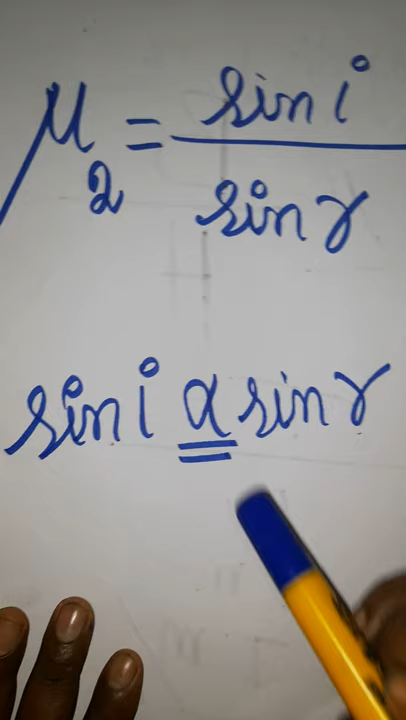 μ₂ = sin i / sin r
sin i α sin r